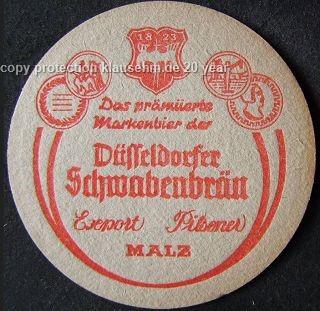 18 23
copy protection klausehm.de 20 year
Das prämiierte
Markenbier der
Düsseldorfer
Schwabenbräu
Export Pilsener
MALZ